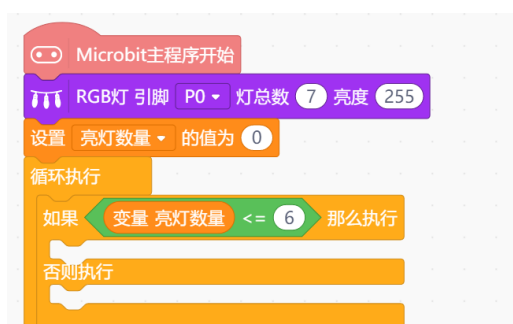 Microbit主程序开始
RGB灯 引脚 P0 灯总数 7 亮度 255
设置 亮灯数量 的值为 0
循环执行
如果 变量 亮灯数量 <= 6 那么执行
否则执行